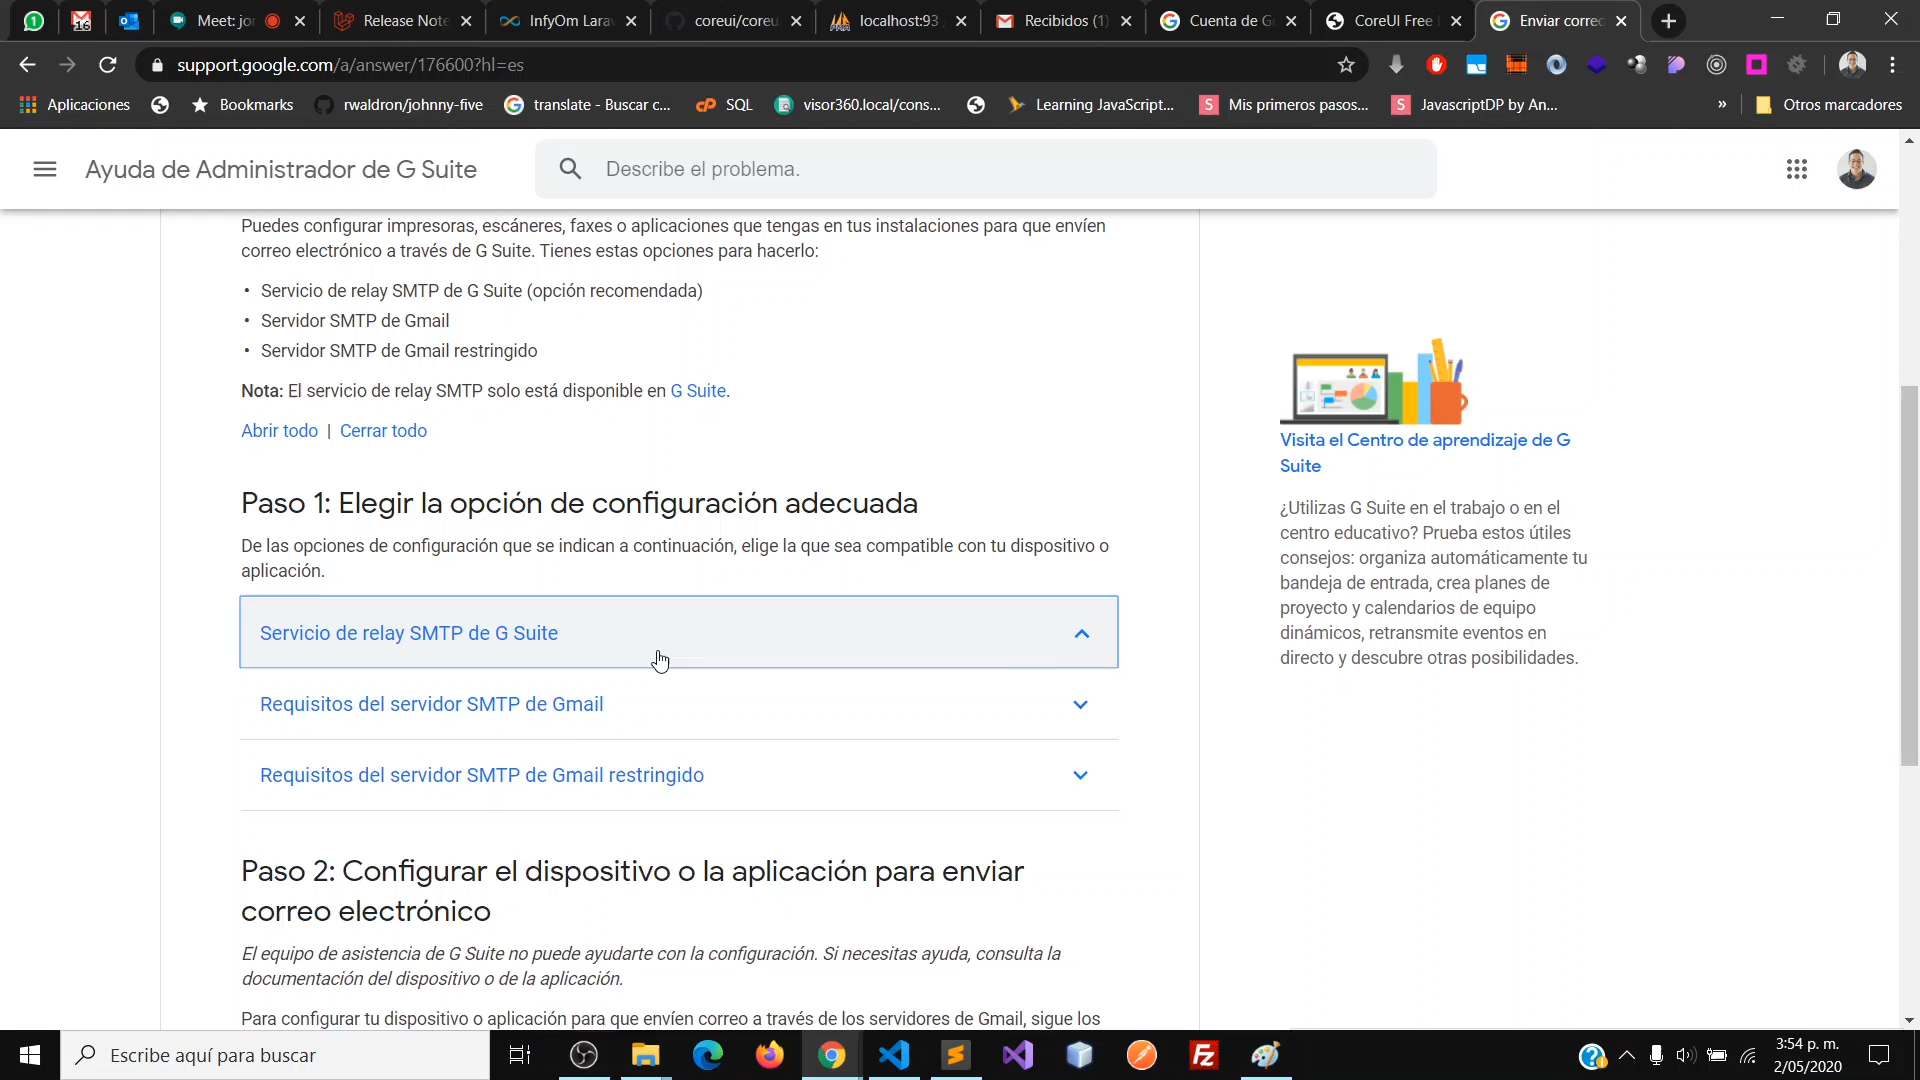 Meet: jor
Release Note
InfyOm Lara
coreui/coreu
localhost:93
Recibidos (1)
Cuenta de G
CoreUI Free
Enviar correo
support.google.com/a/answer/176600?hl=es
Aplicaciones
Bookmarks
rwaldron/johnny-five
translate - Buscar c...
SQL
visor360.local/cons...
Learning JavaScript...
Mis primeros pasos...
JavascriptDP by An...
»
Otros marcadores
Ayuda de Administrador de G Suite
Describe el problema.
Puedes configurar impresoras, escáneres, faxes o aplicaciones que tengas en tus instalaciones para que envíen
correo electrónico a través de G Suite. Tienes estas opciones para hacerlo:
• Servicio de relay SMTP de G Suite (opción recomendada)
• Servidor SMTP de Gmail
• Servidor SMTP de Gmail restringido
Nota: El servicio de relay SMTP solo está disponible en G Suite.
Abrir todo | Cerrar todo
Paso 1: Elegir la opción de configuración adecuada
De las opciones de configuración que se indican a continuación, elige la que sea compatible con tu dispositivo o
aplicación.
Servicio de relay SMTP de G Suite
Requisitos del servidor SMTP de Gmail
Requisitos del servidor SMTP de Gmail restringido
Paso 2: Configurar el dispositivo o la aplicación para enviar
correo electrónico
El equipo de asistencia de G Suite no puede ayudarte con la configuración. Si necesitas ayuda, consulta la
documentación del dispositivo o de la aplicación.
Para configurar tu dispositivo o aplicación para que envíen correo a través de los servidores de Gmail, sigue los
Visita el Centro de aprendizaje de G
Suite
¿Utilizas G Suite en el trabajo o en el
centro educativo? Prueba estos útiles
consejos: organiza automáticamente tu
bandeja de entrada, crea planes de
proyecto y calendarios de equipo
dinámicos, retransmite eventos en
directo y descubre otras posibilidades.
Escribe aquí para buscar
3:54 p. m.
2/05/2020